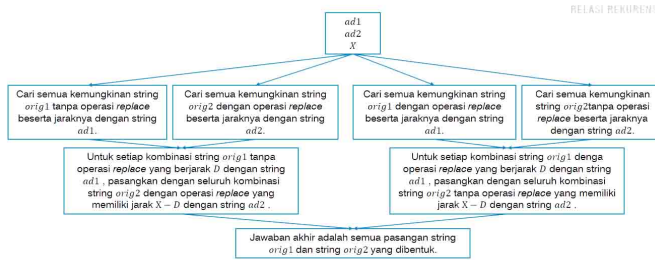 RELASI REKUREN
ad1
ad2
X
Cari semua kemungkinan string
orig1 tanpa operasi replace
beserta jaraknya dengan string
ad1.
Cari semua kemungkinan string
orig2 dengan operasi replace
beserta jaraknya dengan string
ad2.
Cari semua kemungkinan string
orig1 dengan operasi replace
beserta jaraknya dengan string
ad1.
Cari semua kemungkinan
string orig2tanpa operasi
replace beserta jaraknya
dengan string ad2.
Untuk setiap kombinasi string orig1 tanpa
operasi replace yang berjarak D dengan string
ad1 , pasangkan dengan seluruh kombinasi
string orig2 dengan operasi replace yang
memiliki jarak X − D dengan string ad2 .
Untuk setiap kombinasi string orig1 denga
operasi replace yang berjarak D dengan string
ad1 , pasangkan dengan seluruh kombinasi
string orig2 tanpa operasi replace yang memiliki
jarak X − D dengan string ad2 .
Jawaban akhir adalah semua pasangan string
orig1 dan string orig2 yang dibentuk.